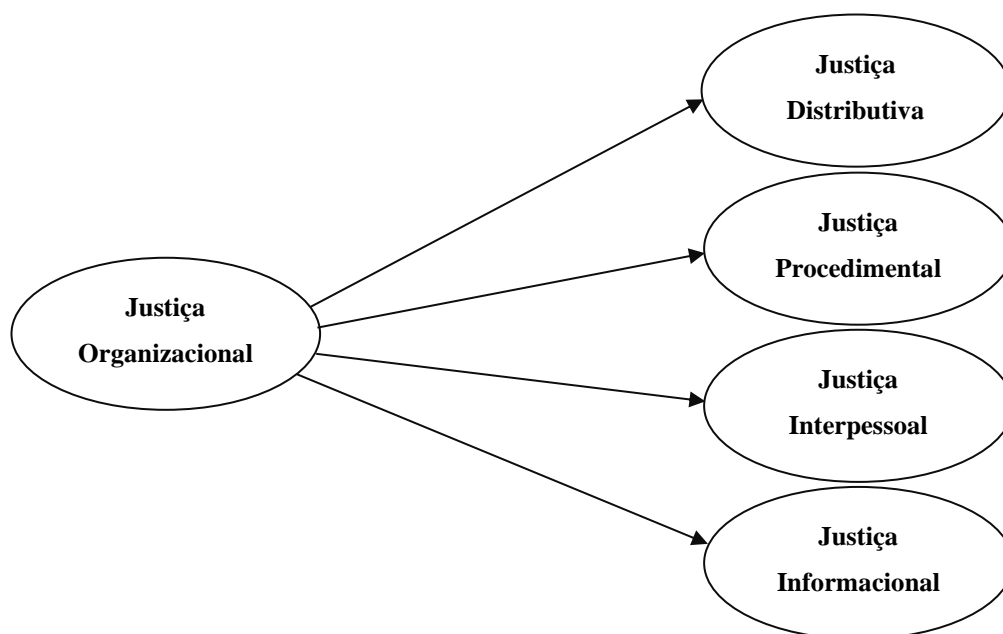 Justiça
Distributiva
Justiça
Procedimental
Justiça
Organizacional
Justiça
Interpessoal
Justiça
Informacional